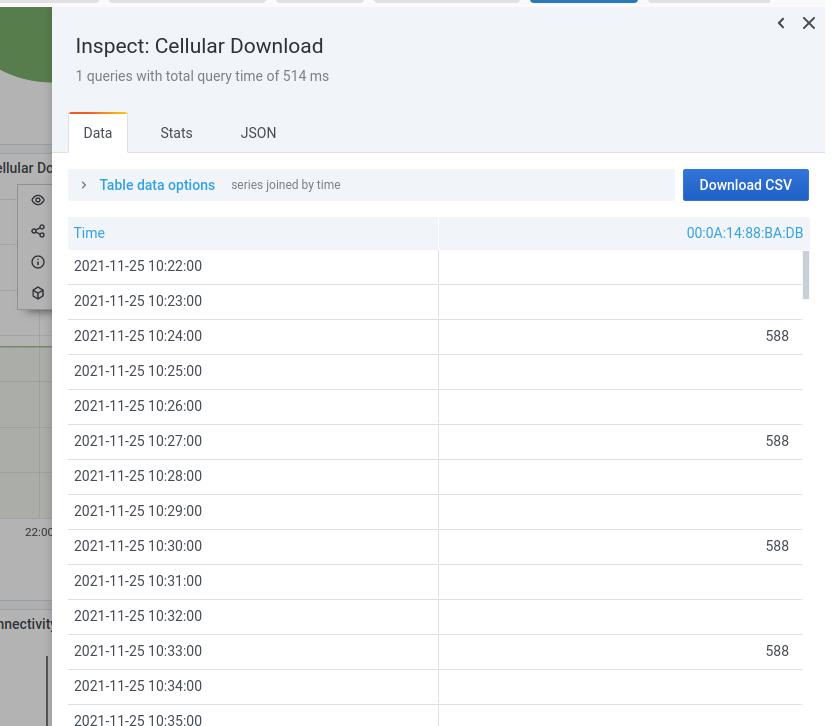 Inspect: Cellular Download
1 queries with total query time of 514 ms
Data Stats JSON
ellular Do
Table data options series joined by time Download CSV
Time 00:0A:14:88:BA:DB
2021-11-25 10:22:00
2021-11-25 10:23:00
2021-11-25 10:24:00 588
2021-11-25 10:25:00
2021-11-25 10:26:00
2021-11-25 10:27:00 588
2021-11-25 10:28:00
2021-11-25 10:29:00
22:00
2021-11-25 10:30:00 588
2021-11-25 10:31:00
2021-11-25 10:32:00
nnectivity
2021-11-25 10:33:00 588
2021-11-25 10:34:00
2021-11-25 10:35:00